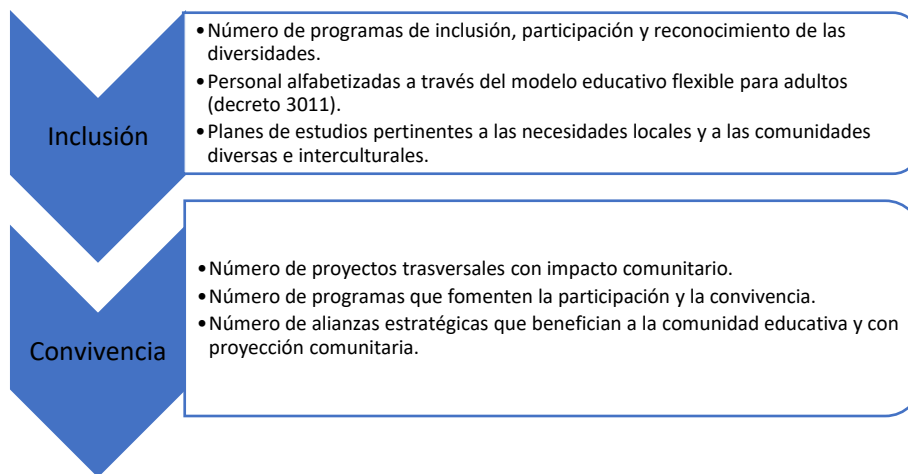 Inclusión
•Número de programas de inclusión, participación y reconocimiento de las
diversidades.
•Personal alfabetizadas a través del modelo educativo flexible para adultos
(decreto 3011).
•Planes de estudios pertinentes a las necesidades locales y a las comunidades
diversas e interculturales.
Convivencia
•Número de proyectos trasversales con impacto comunitario.
•Número de programas que fomenten la participación y la convivencia.
•Número de alianzas estratégicas que benefician a la comunidad educativa y con
proyección comunitaria.